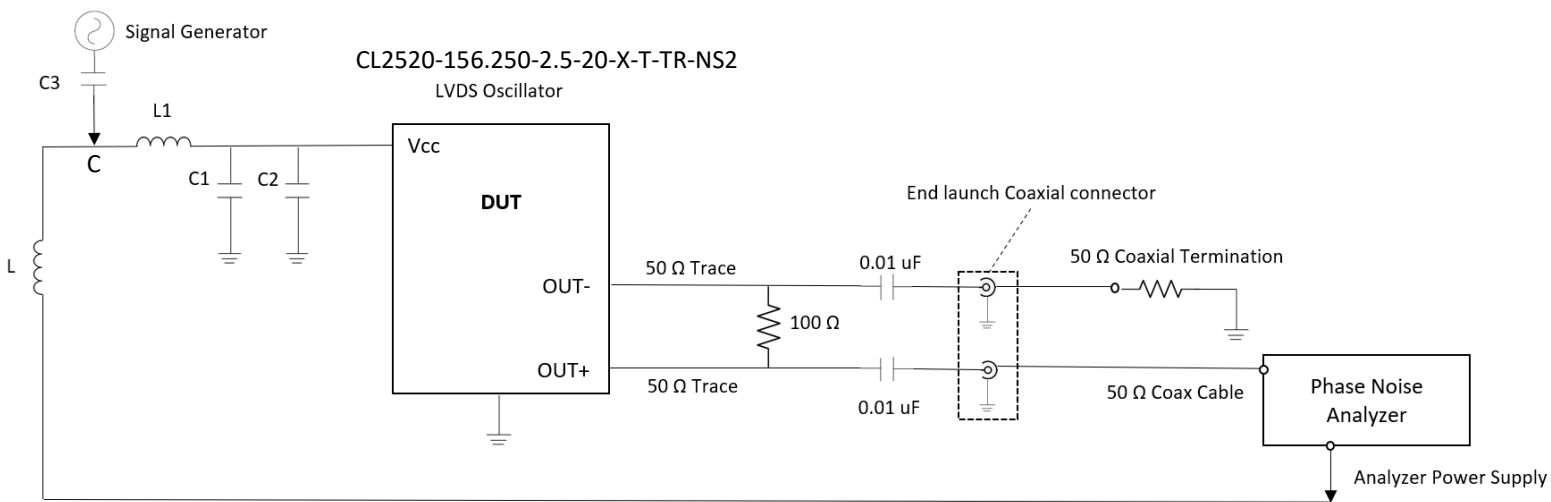 Signal Generator
CL2520-156.250-2.5-20-X-T-TR-NS2
LVDS Oscillator
C3
L1
C
Vcc
C1
C2
DUT
End launch Coaxial connector
L
50 Ω Trace
0.01 uF
50 Ω Coaxial Termination
OUT-
100 Ω
OUT+
50 Ω Trace
0.01 uF
50 Ω Coax Cable
Phase Noise
Analyzer
Analyzer Power Supply